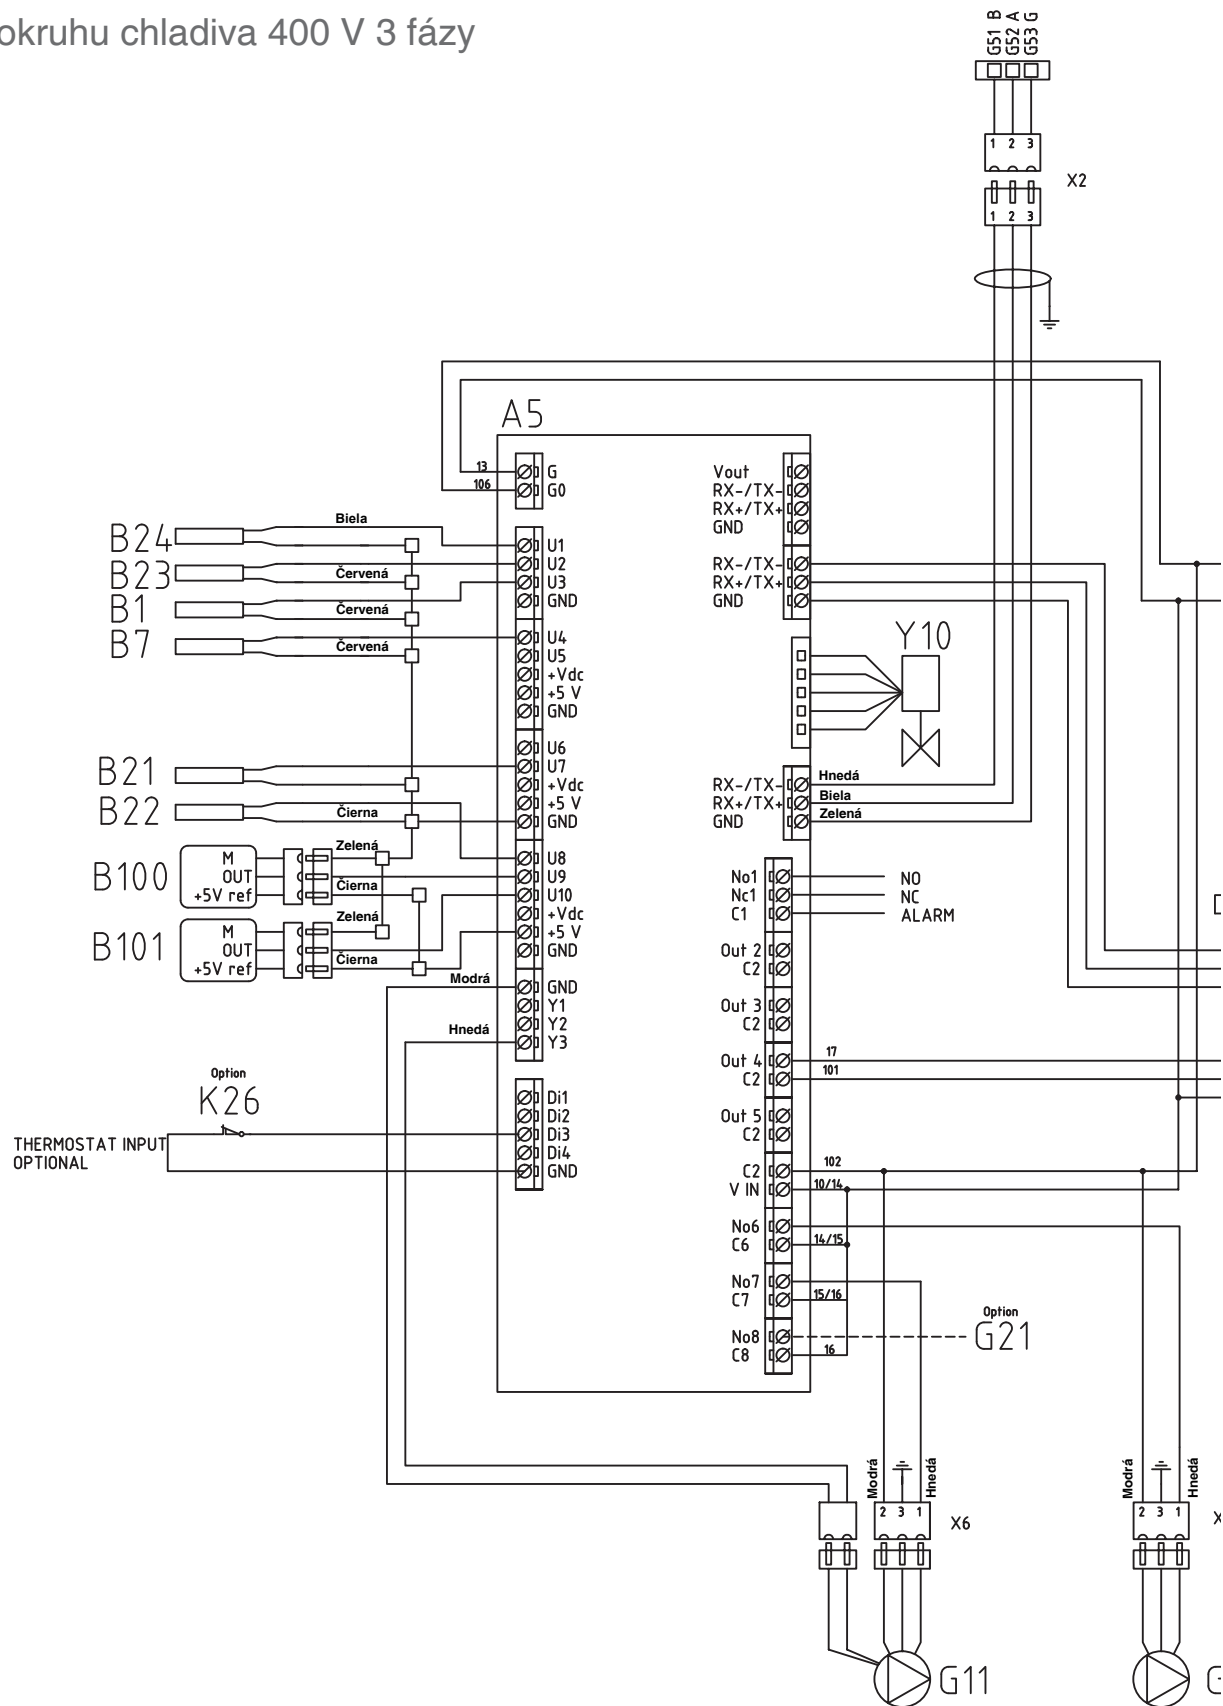 okruhu chladiva 400 V 3 fázy
G51 B
G52 A
G53 G
1 2 3
X2
1 2 3
A5
13 G
106 G0
Vout
RX-/TX-
RX+/TX+
GND
B24 Biela
B23 Červená
B1 Červená
B7 Červená
U1
U2
U3
GND
RX-/TX-
RX+/TX+
GND
U4
U5
+Vdc
+5 V
GND
Y10
B21
B22 Čierna
U6
U7
+Vdc
+5 V
GND
RX-/TX- Hnedá
RX+/TX+ Biela
GND Zelená
B100
M Zelená
OUT
+5V ref Čierna
B101
M Zelená
OUT
+5V ref Čierna
U8
U9
U10
+Vdc
+5 V
GND
No1 NO
Nc1 NC
C1 ALARM
Out 2
C2
Modrá GND
Y1
Y2
Hnedá Y3
Out 3
C2
Out 4 17
C2 101
Option
K26
THERMOSTAT INPUT
OPTIONAL
Di1
Di2
Di3
Di4
GND
Out 5
C2
C2 102
V IN 10/14
No6
C6 14/15
No7
C7 15/16
No8
C8 16
Option
G21
Modrá Hnedá
2 3 1
X6
Modrá Hnedá
2 3 1
X
G11